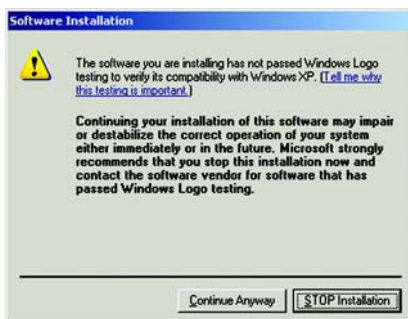 Software Installation
The software you are installing has not passed Windows Logo
testing to verify its compatibility with Windows XP. (Tell me why
this testing is important.)
Continuing your installation of this software may impair
or destabilize the correct operation of your system
either immediately or in the future. Microsoft strongly
recommends that you stop this installation now and
contact the software vendor for software that has
passed Windows Logo testing.
Continue Anyway
STOP Installation